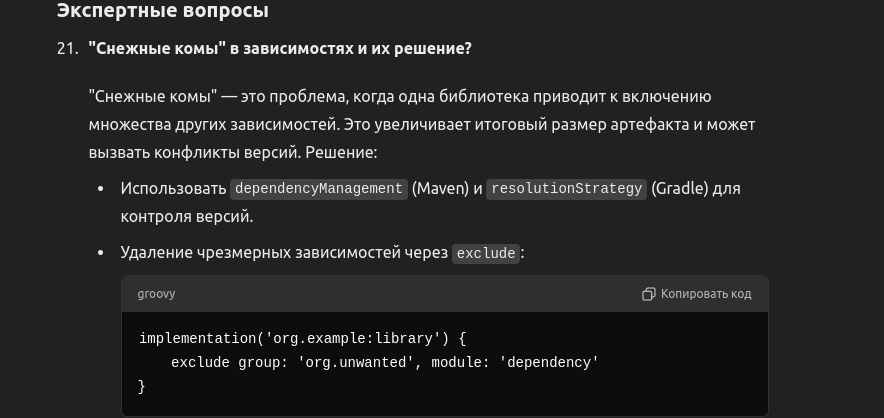 Экспертные вопросы
21. "Снежные комы" в зависимостях и их решение?
"Снежные комы" — это проблема, когда одна библиотека приводит к включению
множества других зависимостей. Это увеличивает итоговый размер артефакта и может
вызвать конфликты версий. Решение:
• Использовать dependencyManagement (Maven) и resolutionStrategy (Gradle) для
контроля версий.
• Удаление чрезмерных зависимостей через exclude:
groovy Копировать код
implementation('org.example:library') {
    exclude group: 'org.unwanted', module: 'dependency'
}